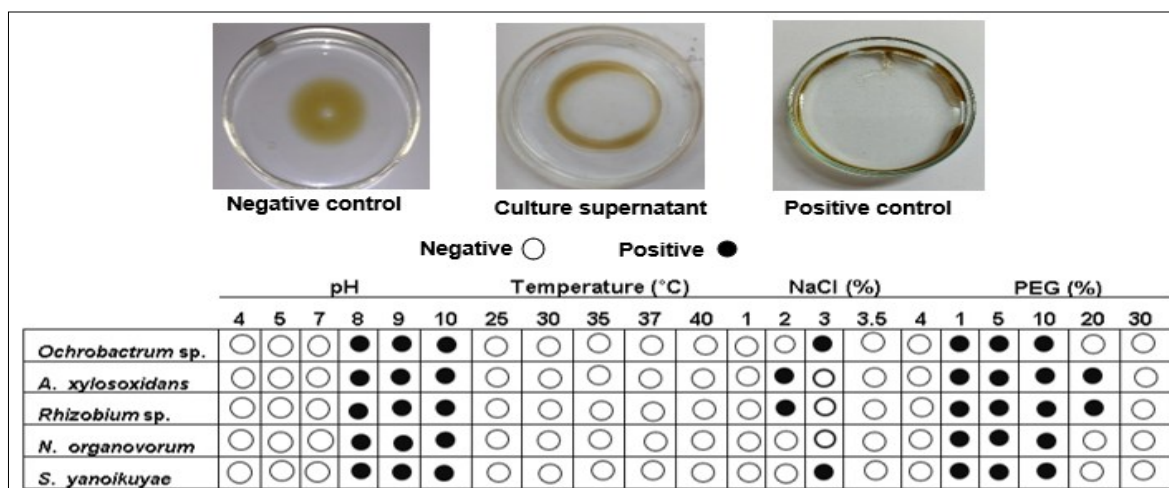 Negative control Culture supernatant Positive control
Negative Positive
pH Temperature (°C) NaCl (%) PEG (%)
4 5 7 8 9 10 25 30 35 37 40 1 2 3 3.5 4 1 5 10 20 30
Ochrobactrum sp.
A. xylosoxidans
Rhizobium sp.
N. organovorum
S. yanoikuyae